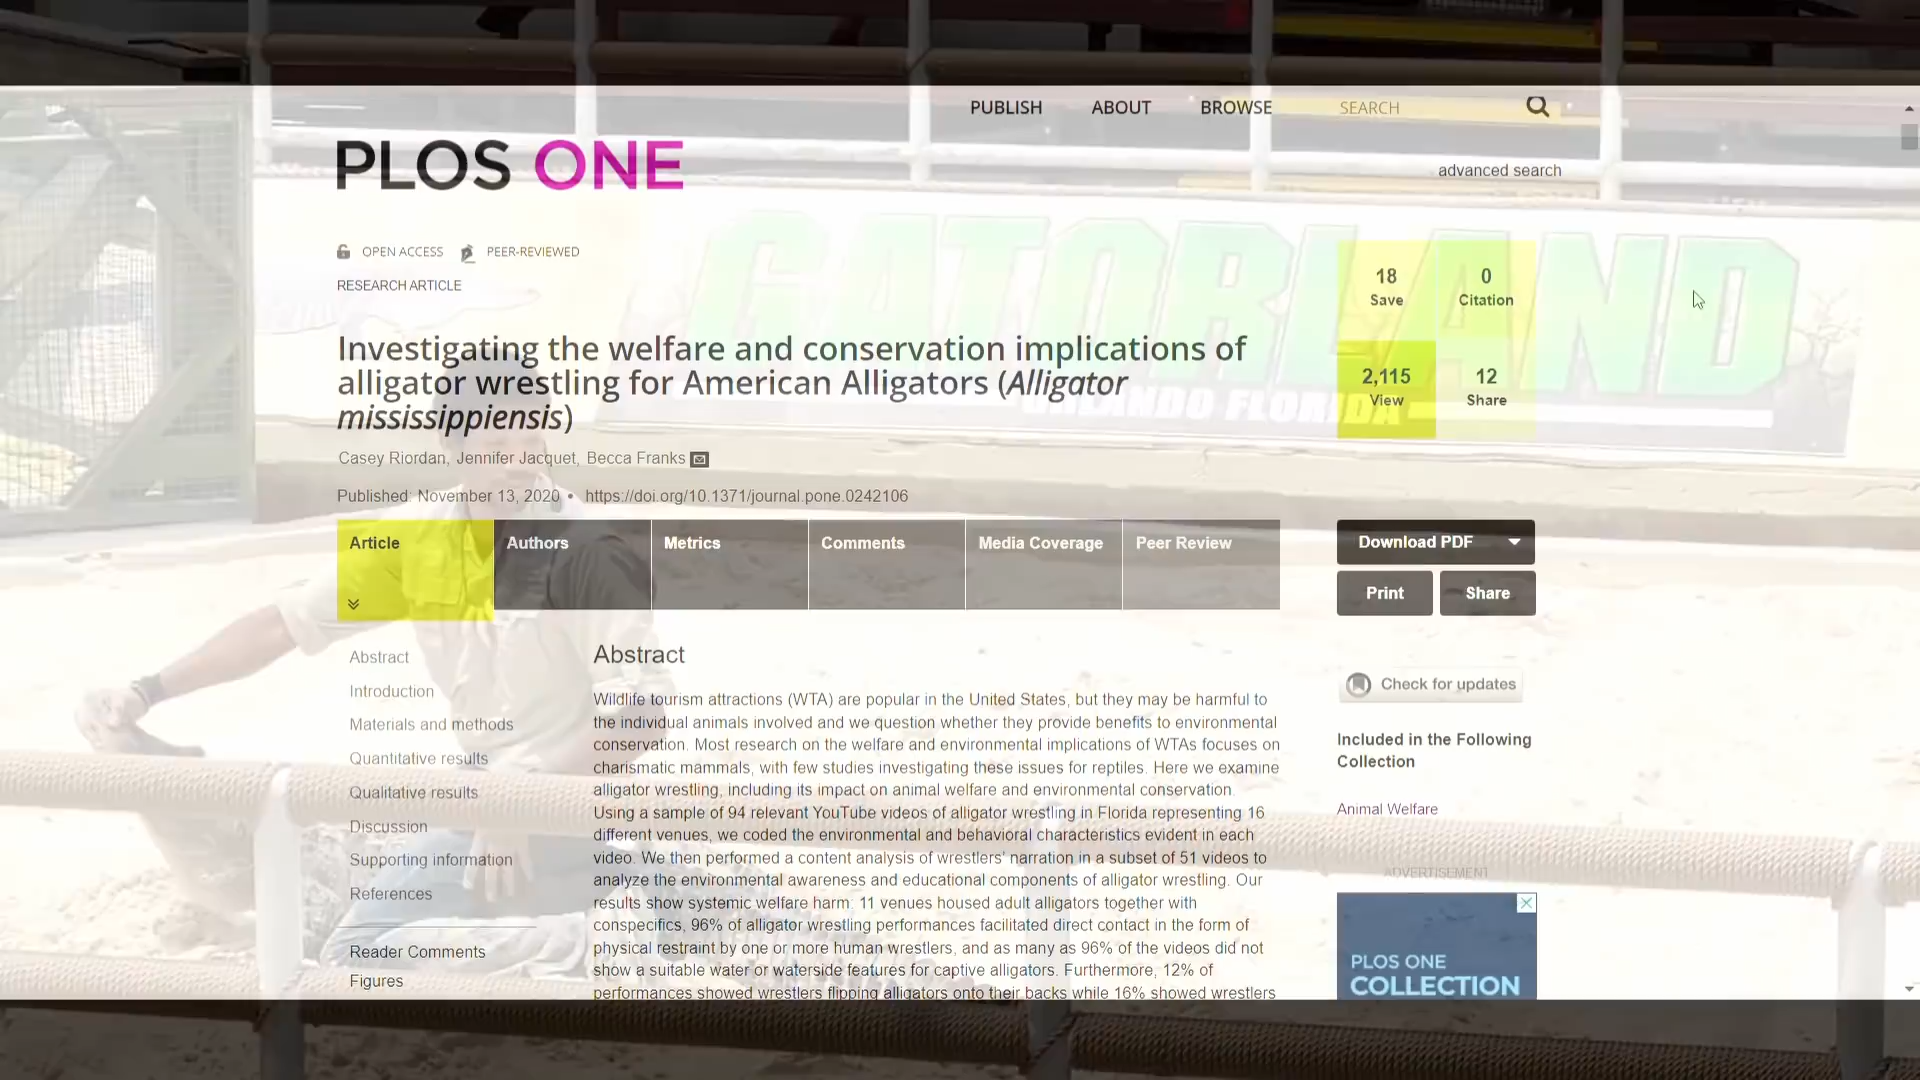 PUBLISH ABOUT BROWSE SEARCH
PLOS ONE
advanced search
OPEN ACCESS PEER-REVIEWED
RESEARCH ARTICLE
GATORLAND
ORLANDO FLORIDA
18
Save
0
Citation
2,115
View
12
Share
Investigating the welfare and conservation implications of
alligator wrestling for American Alligators (Alligator
mississippiensis)
Casey Riordan, Jennifer Jacquet, Becca Franks
Published: November 13, 2020 • https://doi.org/10.1371/journal.pone.0242106
Article
Authors
Metrics
Comments
Media Coverage
Peer Review
Download PDF
Print
Share
Abstract
Introduction
Materials and methods
Quantitative results
Qualitative results
Discussion
Supporting information
References
Reader Comments
Figures
Abstract
Wildlife tourism attractions (WTA) are popular in the United States, but they may be harmful to
the individual animals involved and we question whether they provide benefits to environmental
conservation. Most research on the welfare and environmental implications of WTAs focuses on
charismatic mammals, with few studies investigating these issues for reptiles. Here we examine
alligator wrestling, including its impact on animal welfare and environmental conservation.
Using a sample of 94 relevant YouTube videos of alligator wrestling in Florida representing 16
different venues, we coded the environmental and behavioral characteristics evident in each
video. We then performed a content analysis of wrestlers' narration in a subset of 51 videos to
analyze the environmental awareness and educational components of alligator wrestling. Our
results show systemic welfare harm: 11 venues housed adult alligators together with
conspecifics, 96% of alligator wrestling performances facilitated direct contact in the form of
physical restraint by one or more human wrestlers, and as many as 96% of the videos did not
show a suitable water or waterside features for captive alligators. Furthermore, 12% of
performances showed wrestlers flipping alligators onto their backs while 16% showed wrestlers
Check for updates
Included in the Following
Collection
Animal Welfare
ADVERTISEMENT
PLOS ONE
COLLECTION